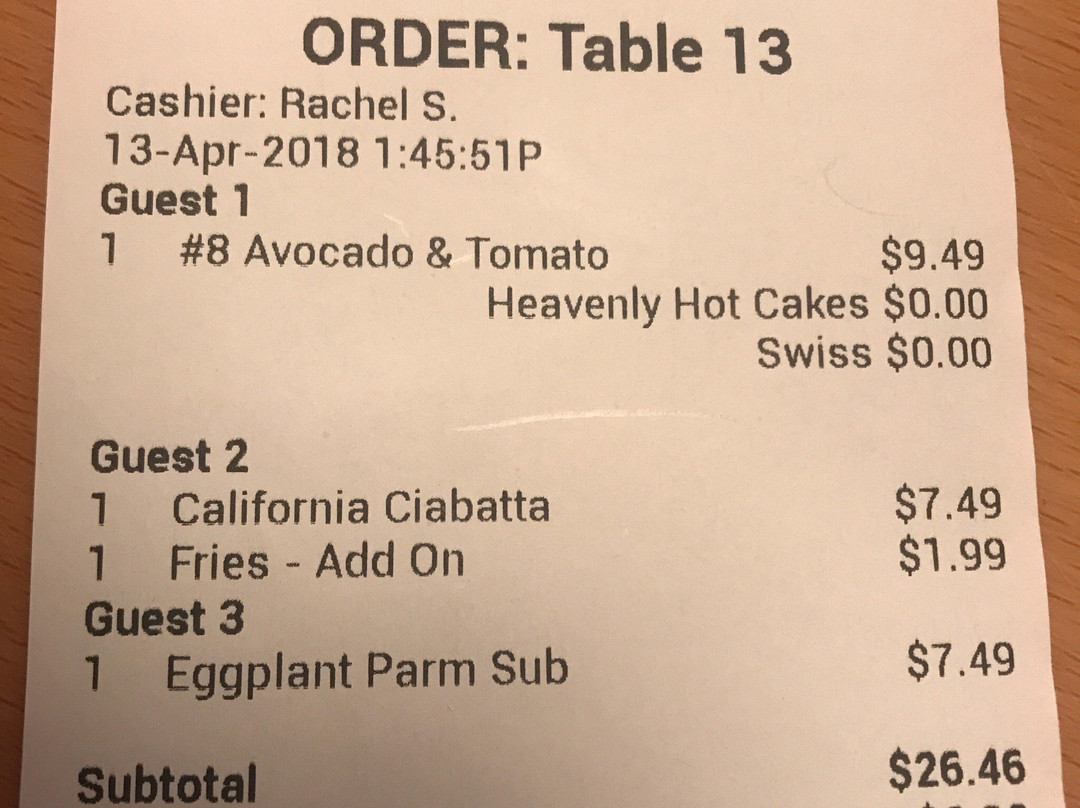 ORDER: Table 13
Cashier: Rachel S.
13-Apr-2018 1:45:51P
Guest 1
1 #8 Avocado & Tomato $9.49
Heavenly Hot Cakes $0.00
Swiss $0.00
Guest 2
1 California Ciabatta $7.49
1 Fries - Add On $1.99
Guest 3
1 Eggplant Parm Sub $7.49
Subtotal $26.46